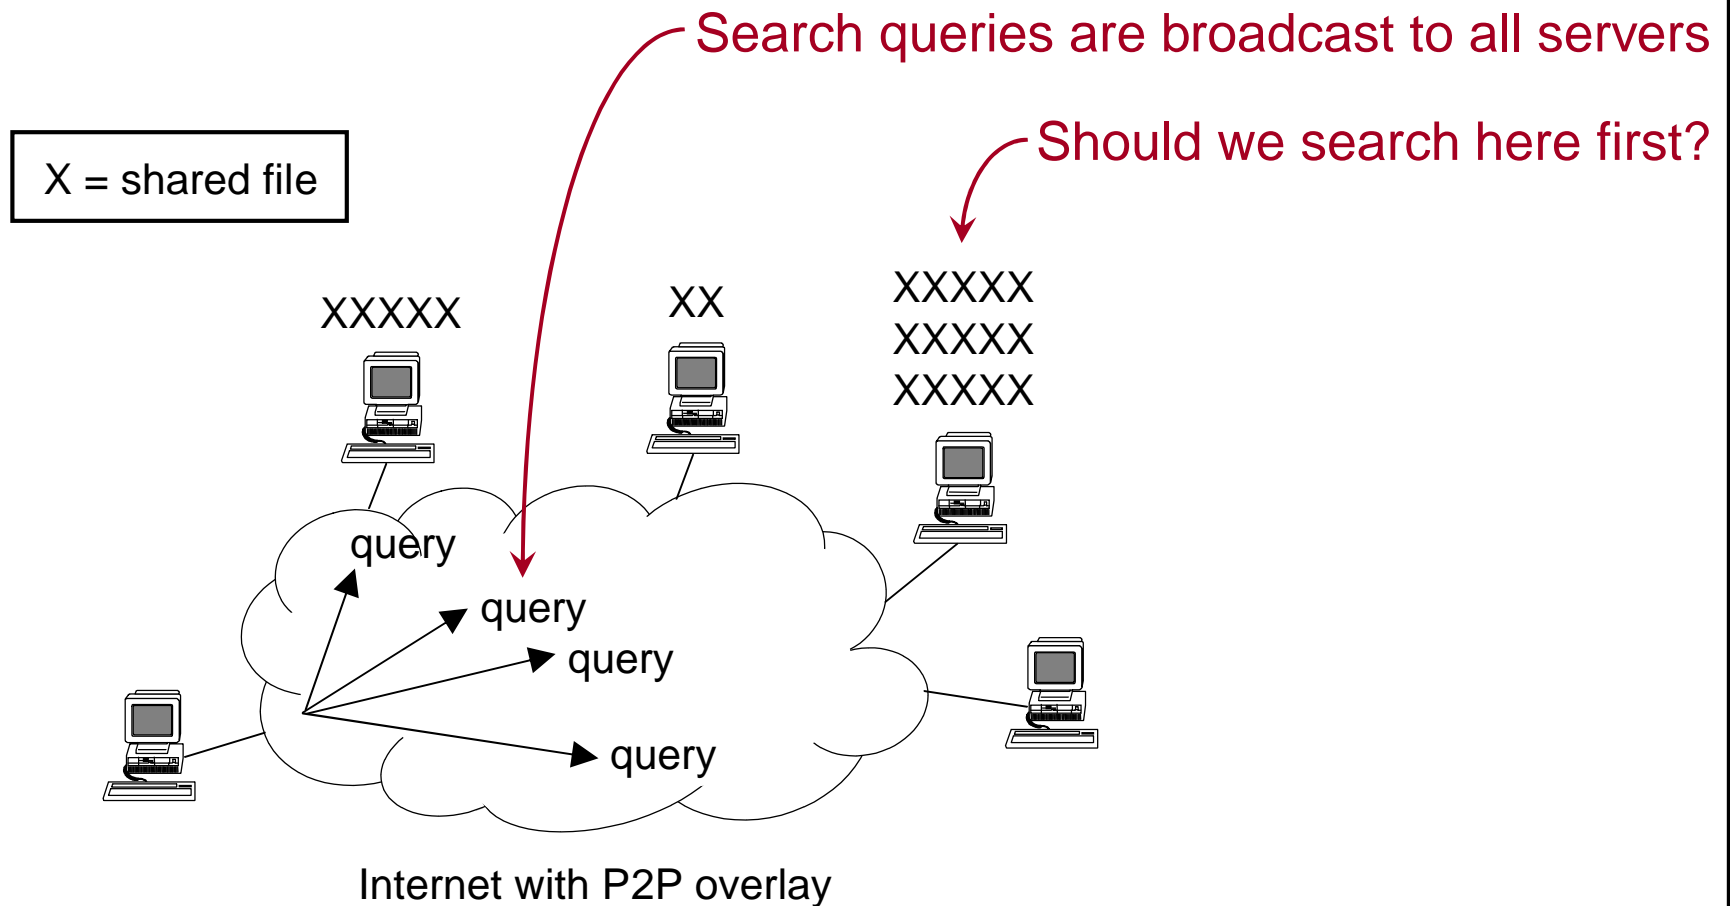 Search queries are broadcast to all servers
Should we search here first?
X = shared file
XXXXX
XX
XXXXX
XXXXX
XXXXX
query
query
query
query
Internet with P2P overlay